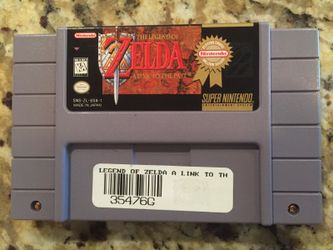 Nintendo
THE LEGEND OF
ZELDA
A LINK TO THE PAST
Nintendo
SNS-ZL-USA-1
MADE IN JAPAN
SUPER NINTENDO
LEGEND OF ZELDA A LINK TO TH
35476G